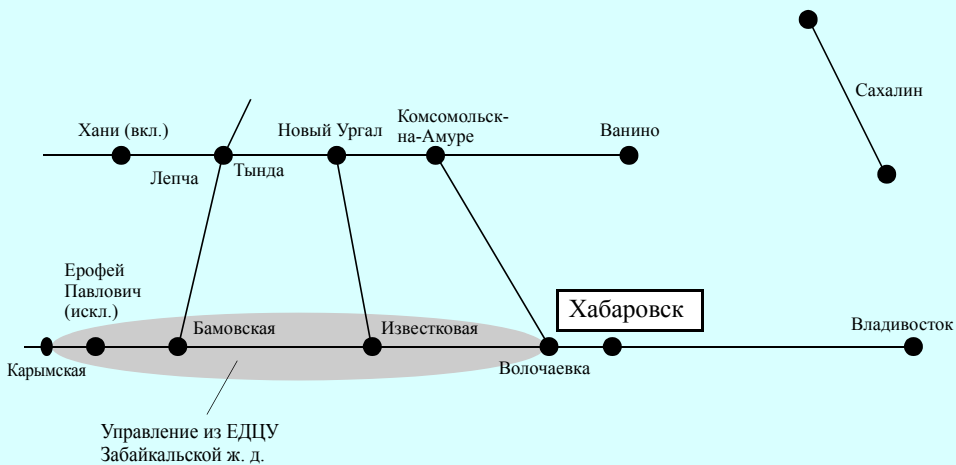 Сахалин
Хани (вкл.)
Новый Ургал
Комсомольск-
на-Амуре
Ванино
Лепча
Тында
Ерофей
Павлович
(искл.)
Бамовская
Известковая
Хабаровск
Владивосток
Карымская
Волочаевка
Управление из ЕДЦУ
Забайкальской ж. д.